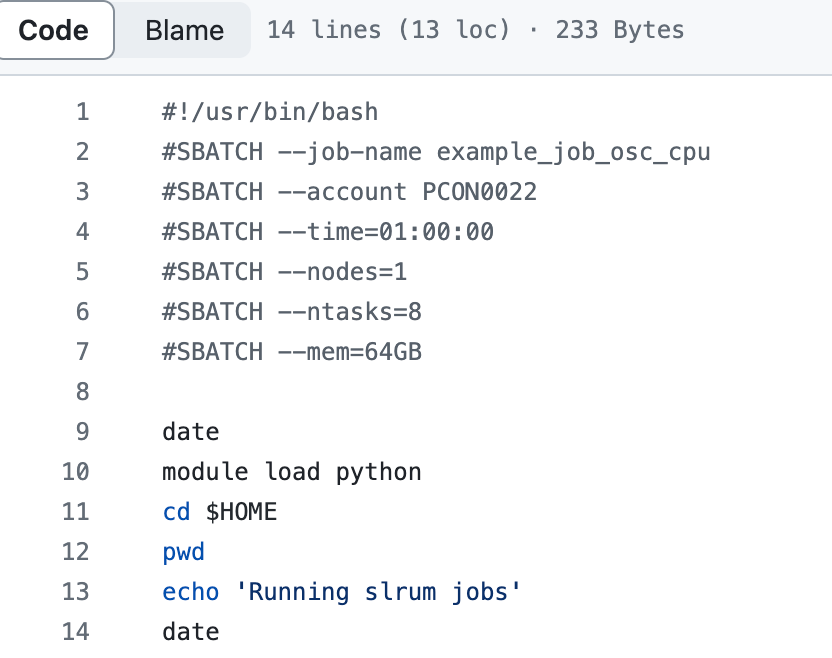 Code Blame 14 lines (13 loc) · 233 Bytes
1 #!/usr/bin/bash
2 #SBATCH --job-name example_job_osc_cpu
3 #SBATCH --account PCON0022
4 #SBATCH --time=01:00:00
5 #SBATCH --nodes=1
6 #SBATCH --ntasks=8
7 #SBATCH --mem=64GB
8
9 date
10 module load python
11 cd $HOME
12 pwd
13 echo 'Running slrum jobs'
14 date